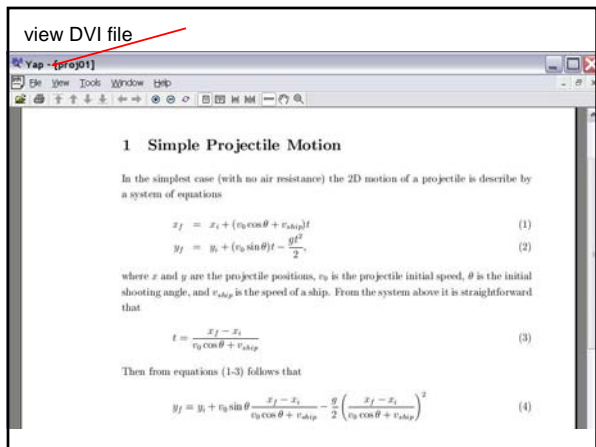 view DVI file
Yap - [proj01]
File View Tools Window Help
1 Simple Projectile Motion
In the simplest case (with no air resistance) the 2D motion of a projectile is describe by
a system of equations
x_f = x_i + (v_0 cos θ + v_ship)t (1)
y_f = y_i + (v_0 sin θ)t − gt²/2, (2)
where x and y are the projectile positions, v_0 is the projectile initial speed, θ is the initial
shooting angle, and v_ship is the speed of a ship. From the system above it is straightforward
that
t = (x_f − x_i)/(v_0 cos θ + v_ship) (3)
Then from equations (1-3) follows that
y_f = y_i + v_0 sin θ (x_f − x_i)/(v_0 cos θ + v_ship) − g/2 ((x_f − x_i)/(v_0 cos θ + v_ship))² (4)